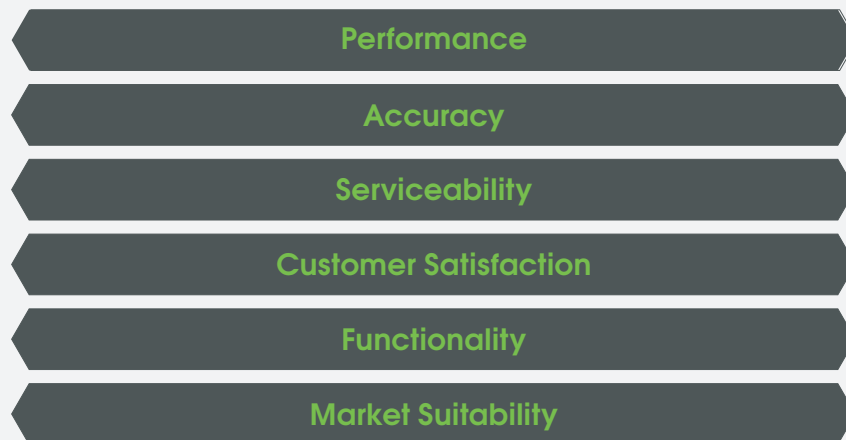 Performance
Accuracy
Serviceability
Customer Satisfaction
Functionality
Market Suitability